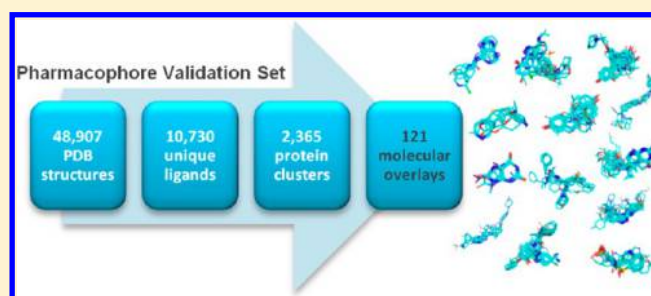 Pharmacophore Validation Set
48,907
PDB
structures
10,730
unique
ligands
2,365
protein
clusters
121
molecular
overlays